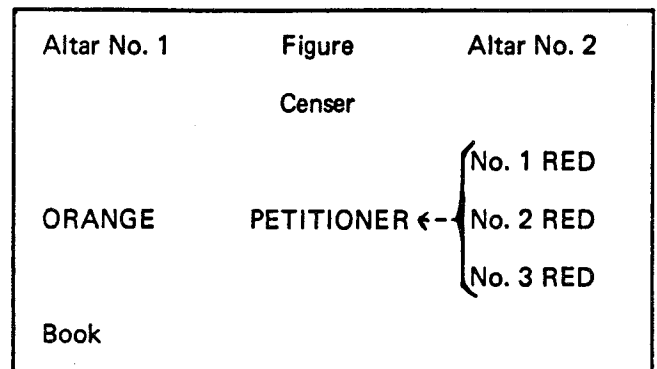 Altar No. 1 Figure Altar No. 2
Censer
No. 1 RED
ORANGE PETITIONER No. 2 RED
No. 3 RED
Book